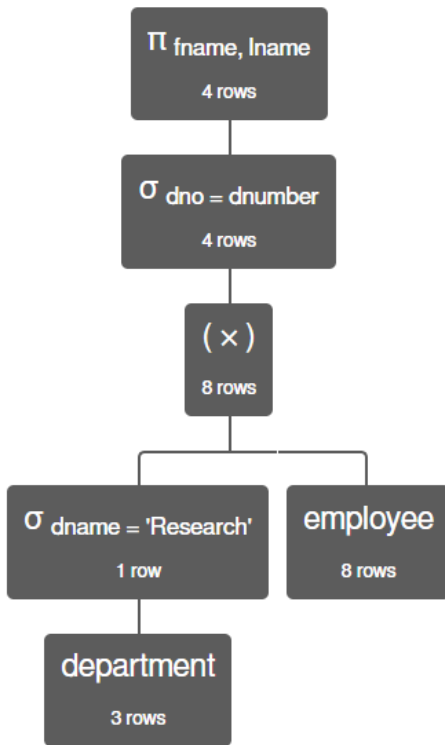 π fname, lname
4 rows
σ dno = dnumber
4 rows
( × )
8 rows
σ dname = 'Research'
1 row
employee
8 rows
department
3 rows